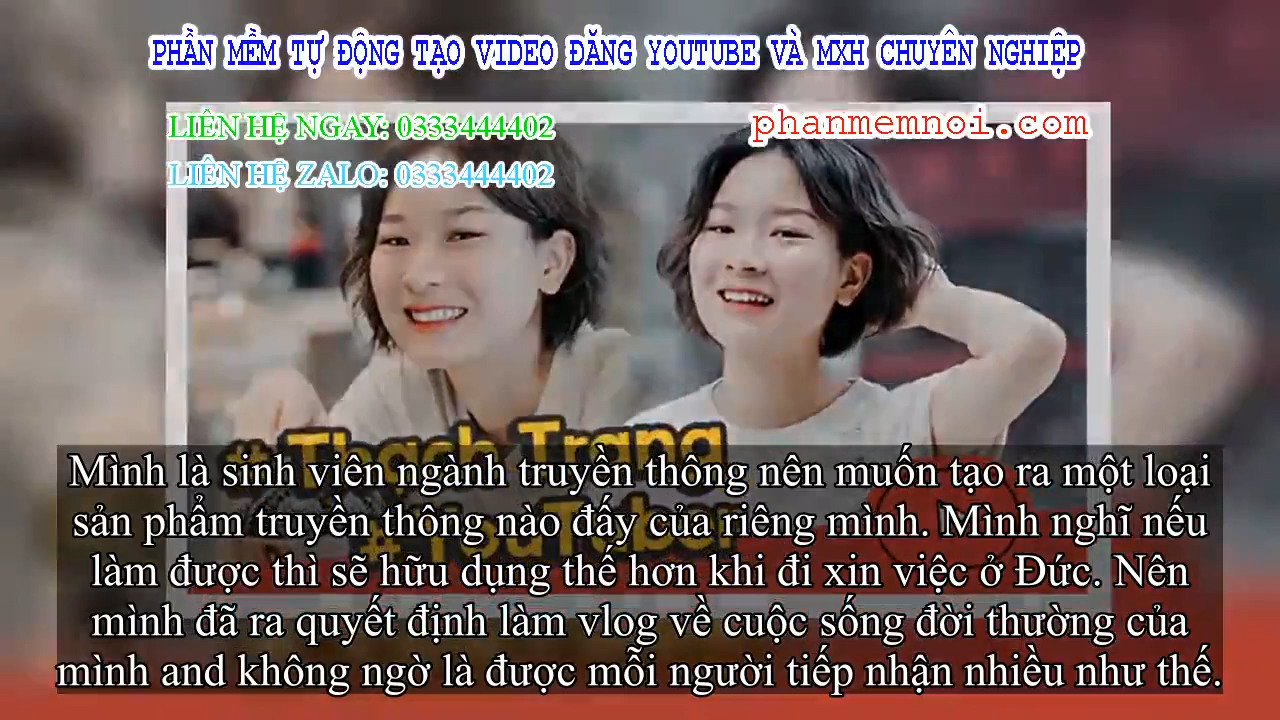 PHẦN MỀM TỰ ĐỘNG TẠO VIDEO ĐĂNG YOUTUBE VÀ MXH CHUYÊN NGHIỆP
LIÊN HỆ NGAY: 0333444402
phanmemnoi.com
LIÊN HỆ ZALO: 0333444402
# Thạch Trang
# YouTuber
Mình là sinh viên ngành truyền thông nên muốn tạo ra một loại
sản phẩm truyền thông nào đấy của riêng mình. Mình nghĩ nếu
làm được thì sẽ hữu dụng thế hơn khi đi xin việc ở Đức. Nên
mình đã ra quyết định làm vlog về cuộc sống đời thường của
mình and không ngờ là được mỗi người tiếp nhận nhiều như thế.